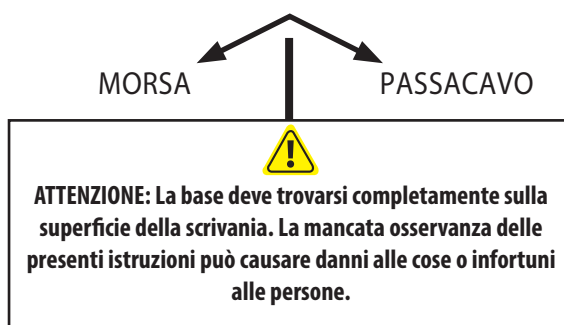 MORSA
PASSACAVO
ATTENZIONE: La base deve trovarsi completamente sulla
superficie della scrivania. La mancata osservanza delle
presenti istruzioni può causare danni alle cose o infortuni
alle persone.